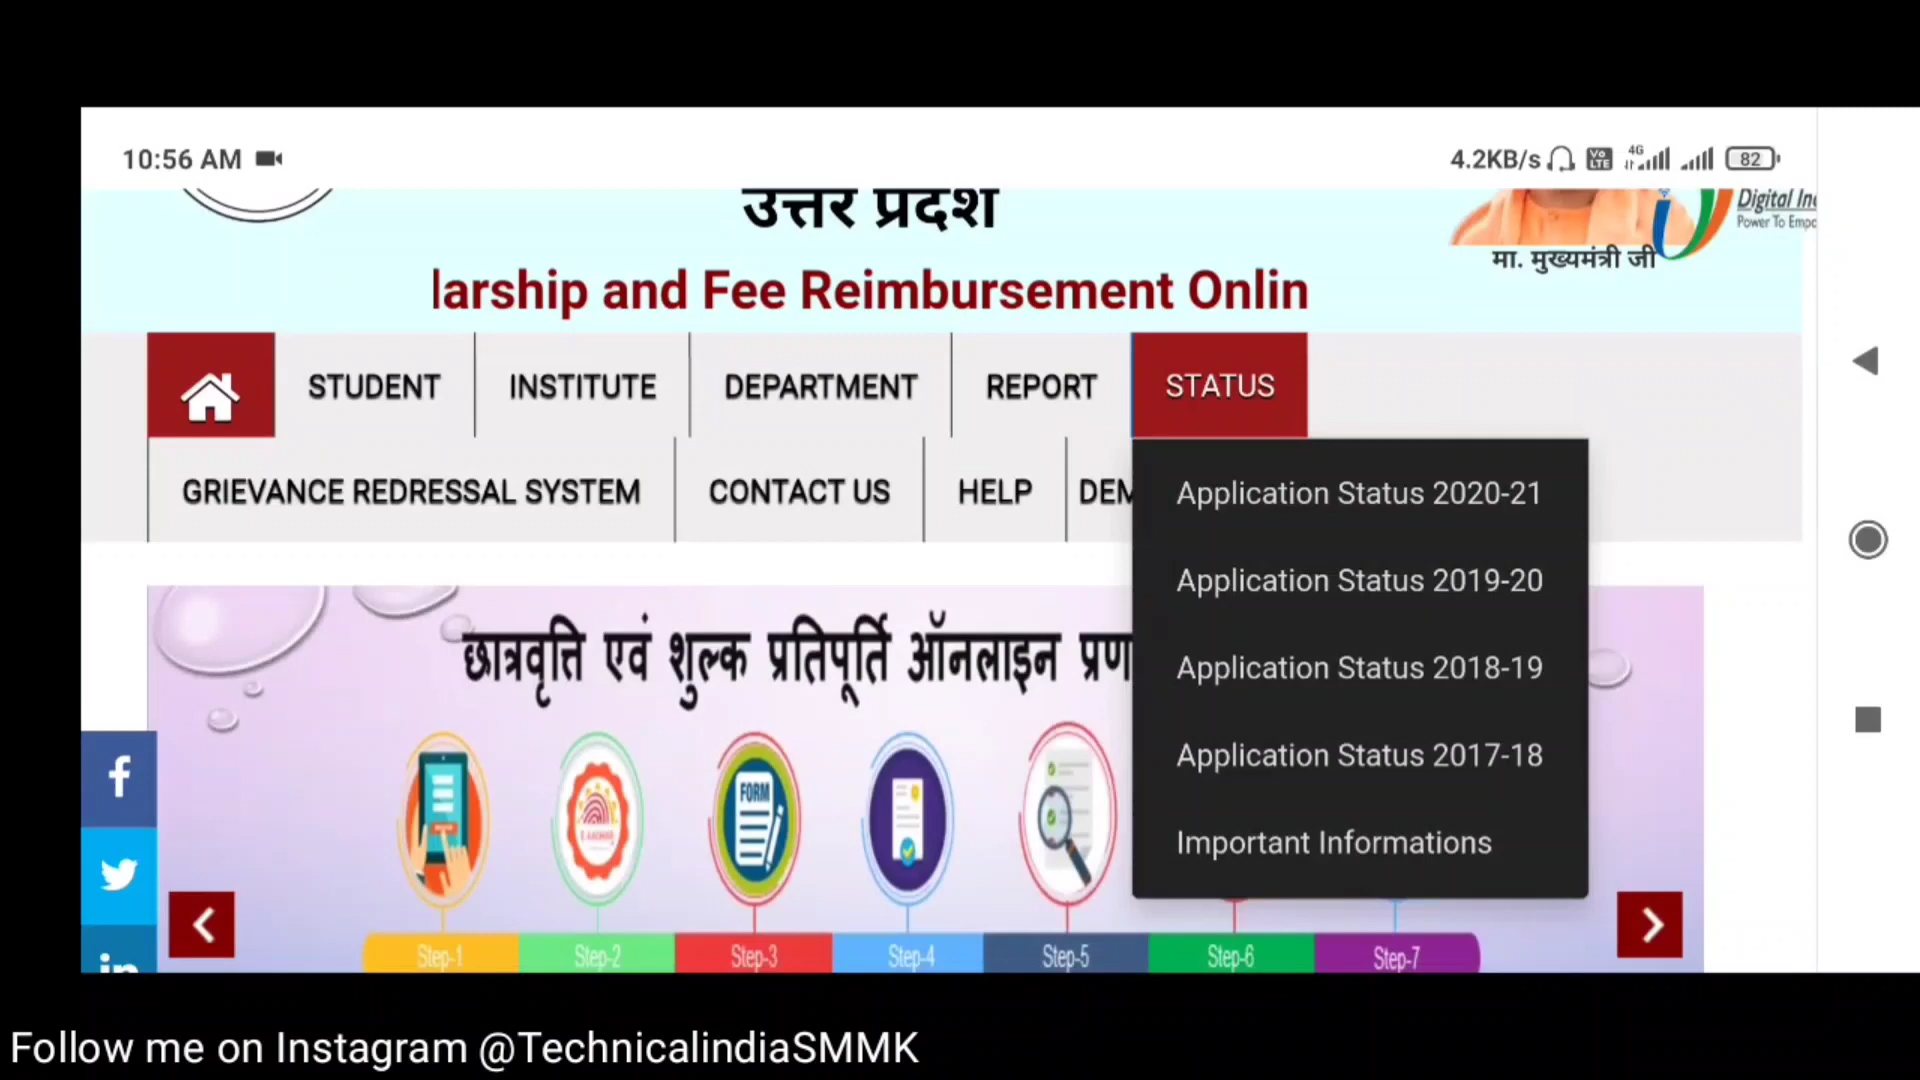 10:56 AM
4.2KB/s Vo LTE 4G 82
उत्तर प्रदेश
Digital In
Power To Empo
मा. मुख्यमंत्री जी
larship and Fee Reimbursement Onlin
STUDENT INSTITUTE DEPARTMENT REPORT STATUS
GRIEVANCE REDRESSAL SYSTEM CONTACT US HELP DEM
Application Status 2020-21
Application Status 2019-20
Application Status 2018-19
Application Status 2017-18
Important Informations
छात्रवृत्ति एवं शुल्क प्रतिपूर्ति ऑनलाइन प्रण
FORM
Step-1 Step-2 Step-3 Step-4 Step-5 Step-6 Step-7
Follow me on Instagram @TechnicalindiaSMMK